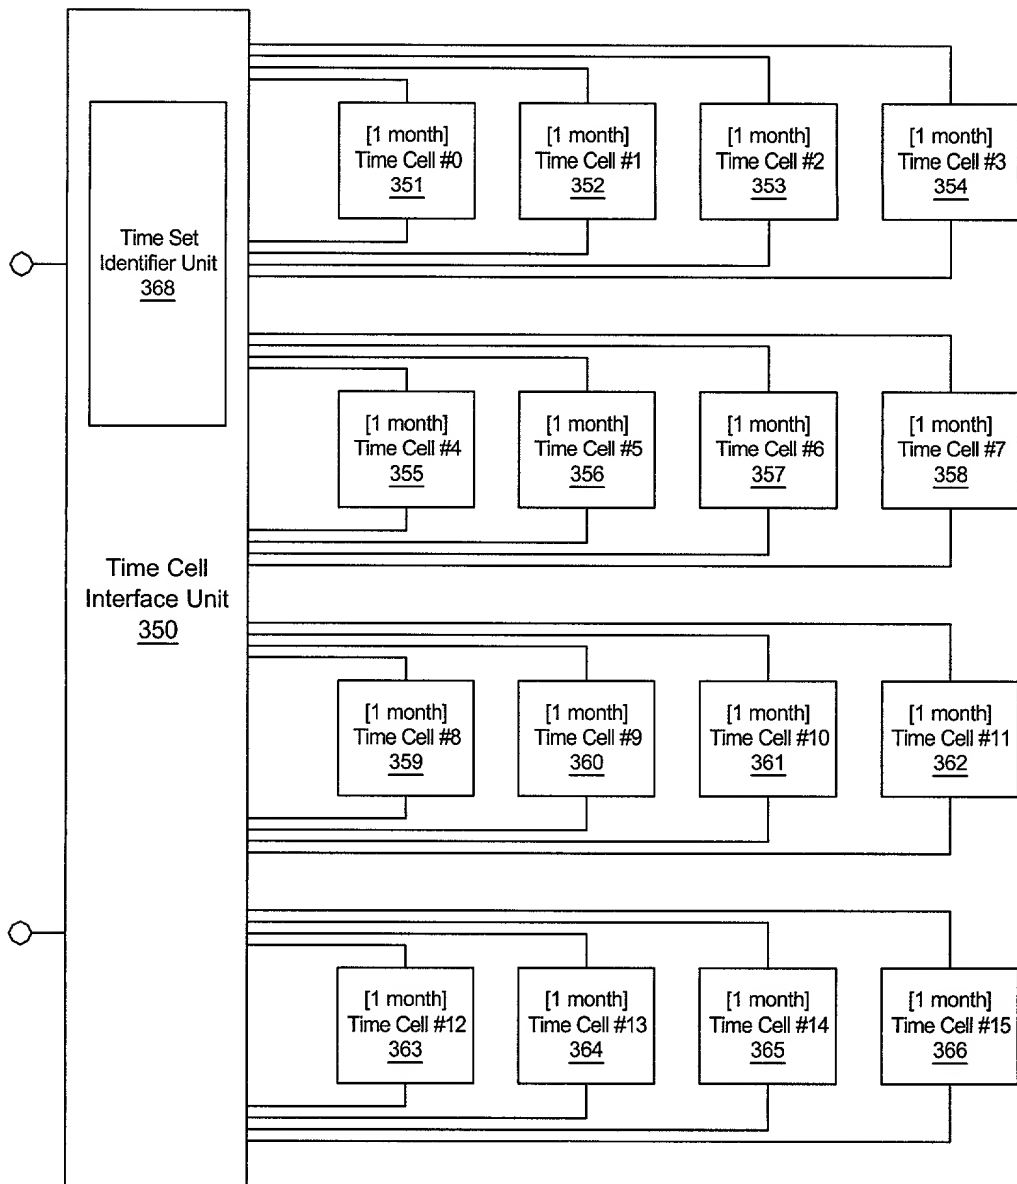 [1 month]
Time Cell #0
351
[1 month]
Time Cell #1
352
[1 month]
Time Cell #2
353
[1 month]
Time Cell #3
354
Time Set
Identifier Unit
368
[1 month]
Time Cell #4
355
[1 month]
Time Cell #5
356
[1 month]
Time Cell #6
357
[1 month]
Time Cell #7
358
Time Cell
Interface Unit
350
[1 month]
Time Cell #8
359
[1 month]
Time Cell #9
360
[1 month]
Time Cell #10
361
[1 month]
Time Cell #11
362
[1 month]
Time Cell #12
363
[1 month]
Time Cell #13
364
[1 month]
Time Cell #14
365
[1 month]
Time Cell #15
366